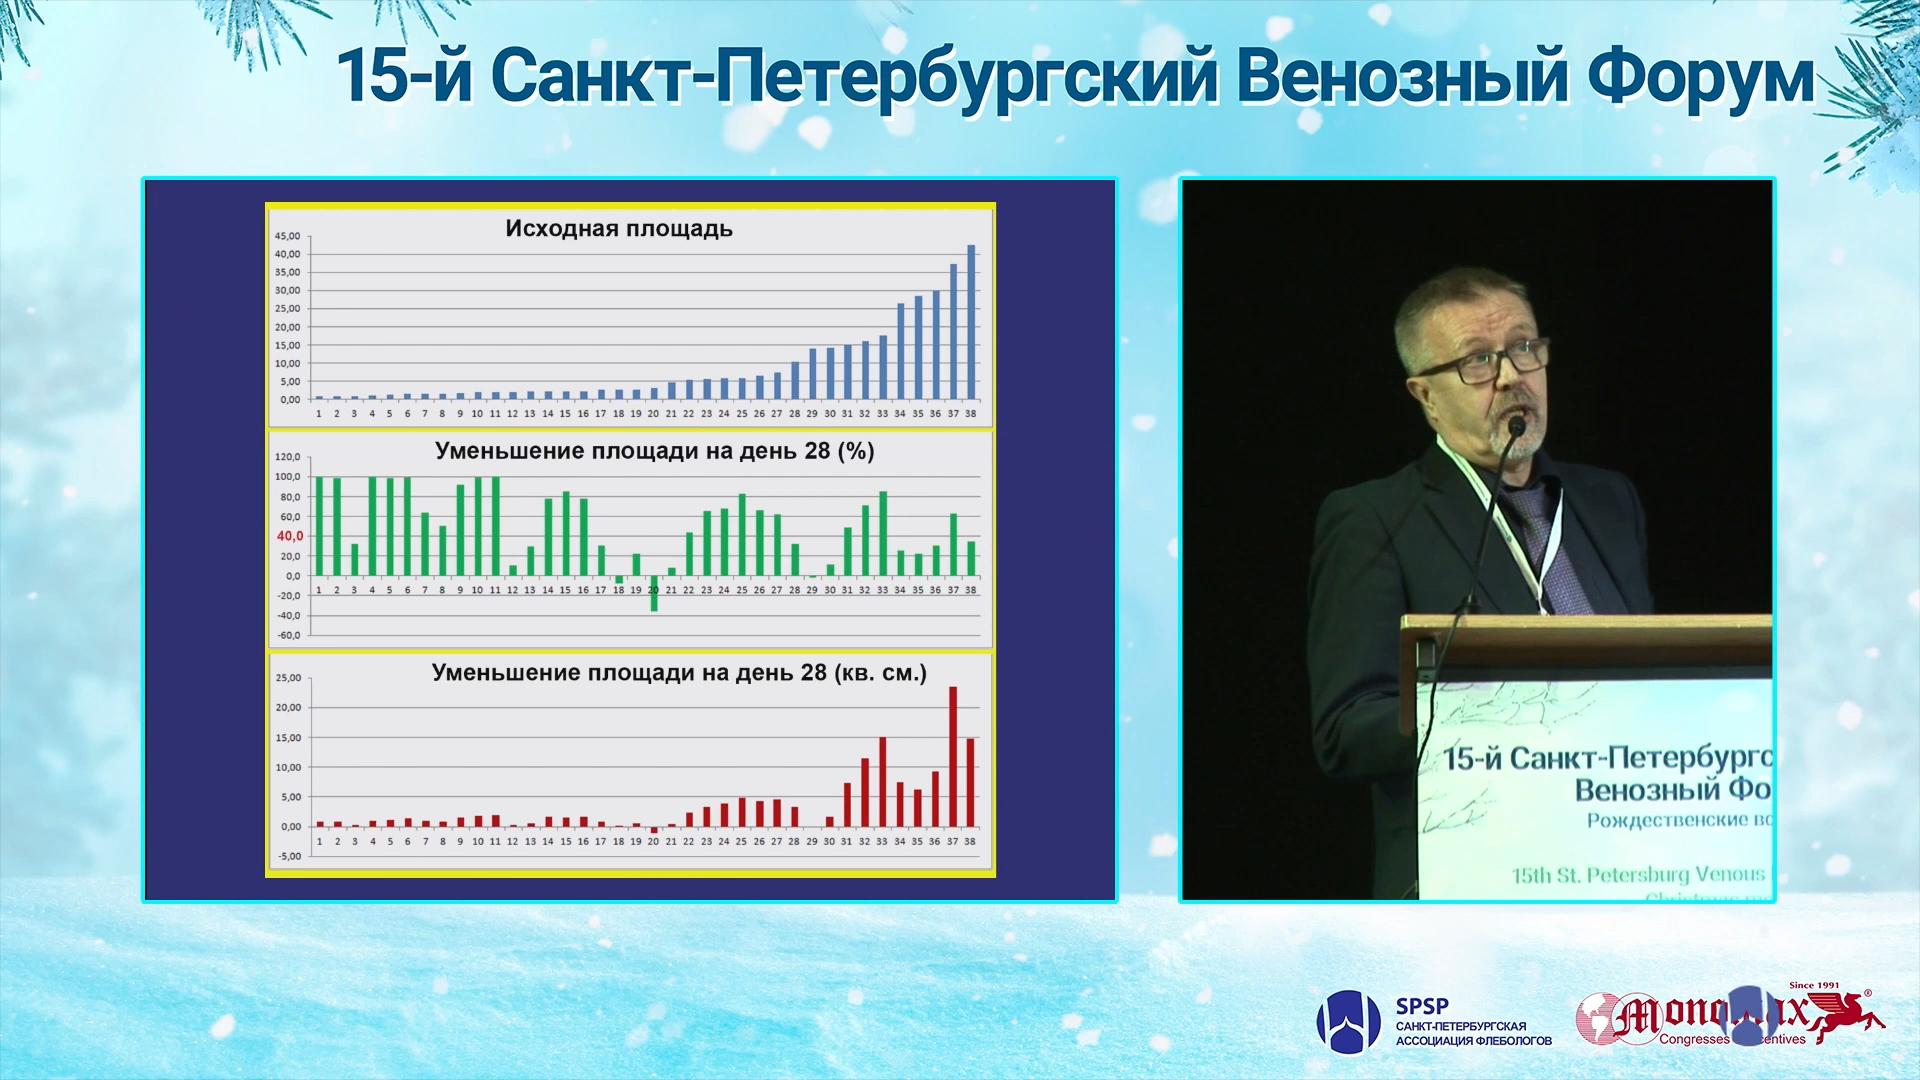 15-й Санкт-Петербургский Венозный Форум
Исходная площадь
45,00
40,00
35,00
30,00
25,00
20,00
15,00
10,00
5,00
0,00
1 2 3 4 5 6 7 8 9 10 11 12 13 14 15 16 17 18 19 20 21 22 23 24 25 26 27 28 29 30 31 32 33 34 35 36 37 38
Уменьшение площади на день 28 (%)
120,0
100,0
80,0
60,0
40,0
20,0
0,0
1 2 3 4 5 6 7 8 9 10 11 12 13 14 15 16 17 18 19 20 21 22 23 24 25 26 27 28 29 30 31 32 33 34 35 36 37 38
-20,0
-40,0
-60,0
Уменьшение площади на день 28 (кв. см.)
25,00
20,00
15,00
10,00
5,00
0,00
1 2 3 4 5 6 7 8 9 10 11 12 13 14 15 16 17 18 19 20 21 22 23 24 25 26 27 28 29 30 31 32 33 34 35 36 37 38
-5,00
15-й Санкт-Петербургс
Венозный Фо
Рождественские вс
15th St. Petersburg Venous
SPSP
САНКТ-ПЕТЕРБУРГСКАЯ
АССОЦИАЦИЯ ФЛЕБОЛОГОВ
Since 1991
Congresses